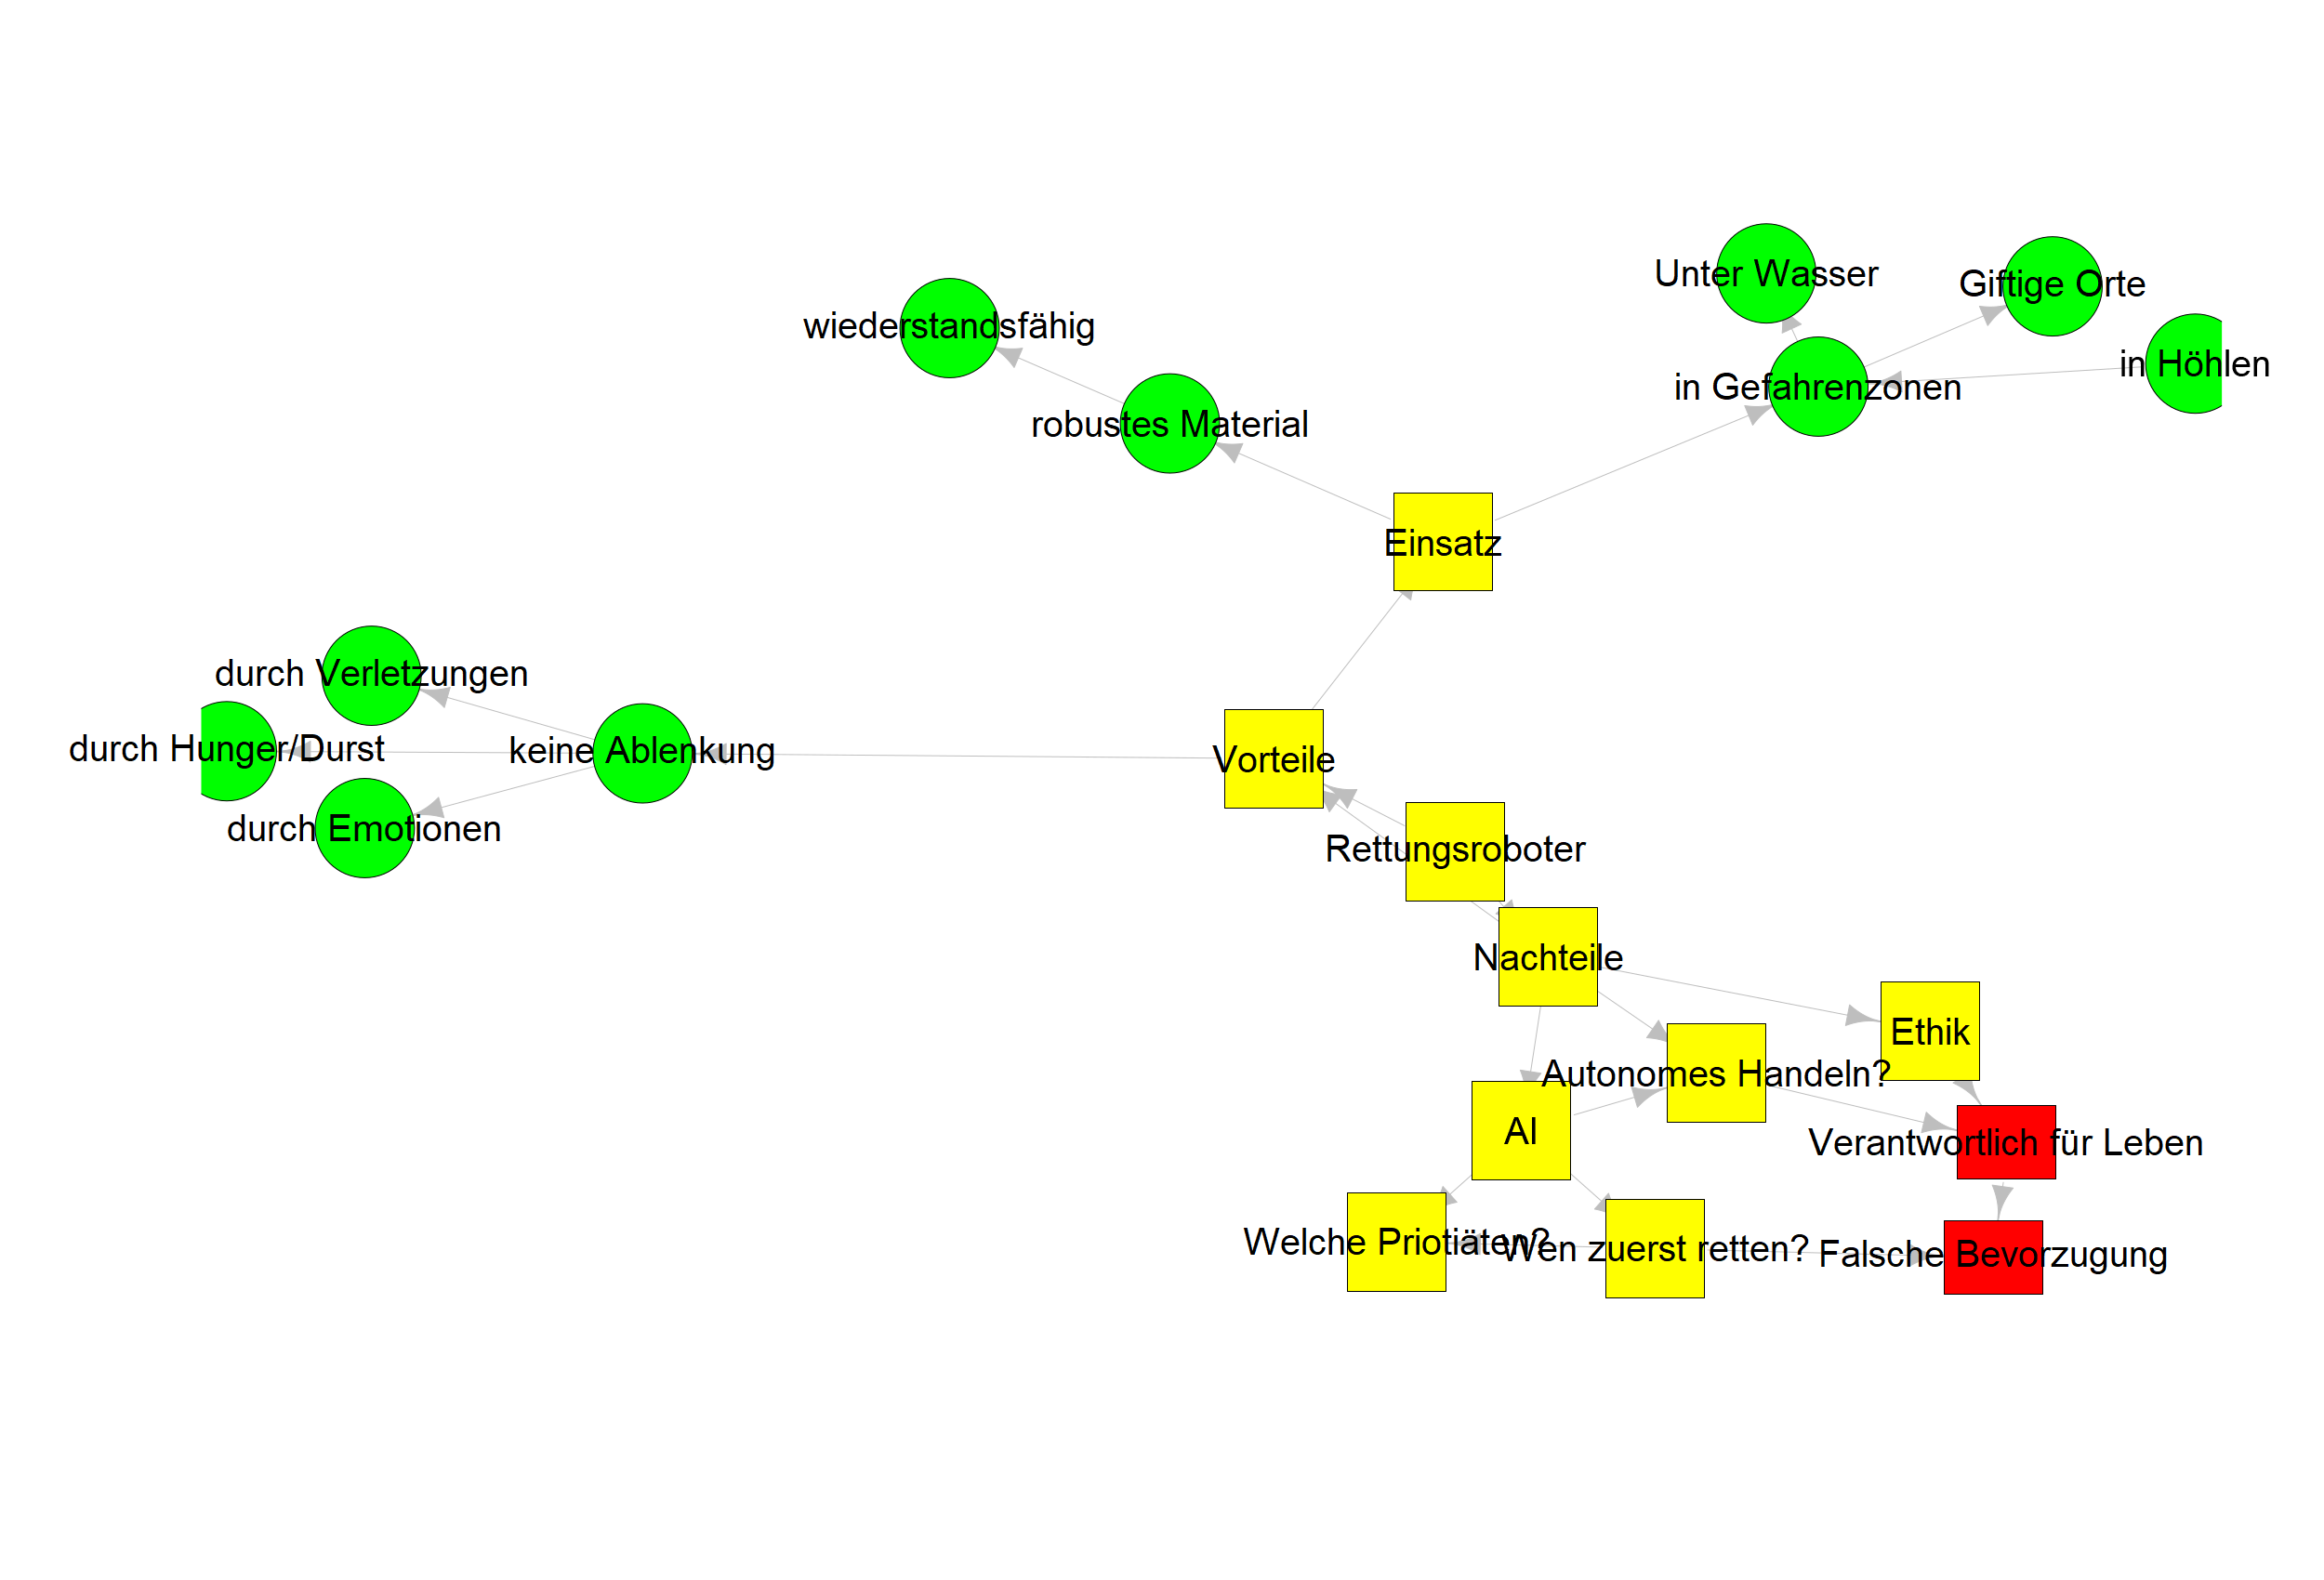 Unter Wasser
Giftige Orte
wiederstandsfähig
in Höhlen
in Gefahrenzonen
robustes Material
Einsatz
durch Verletzungen
durch Hunger/Durst
keine Ablenkung
Vorteile
durch Emotionen
Rettungsroboter
Nachteile
Ethik
Autonomes Handeln?
AI
Verantwortlich für Leben
Welche Priotiäten?
Wen zuerst retten?
Falsche Bevorzugung